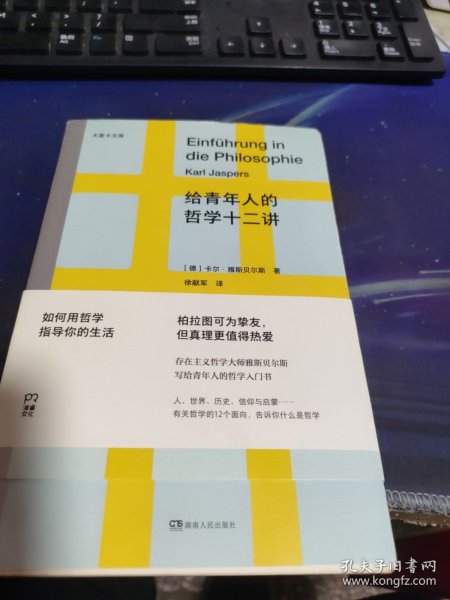 大家卡文库
Einführung in
die Philosophie
Karl Jaspers
给青年人的
哲学十二讲
[德]卡尔·雅斯贝尔斯 著
徐献军 译
如何用哲学
指导你的生活
柏拉图可为挚友，
但真理更值得热爱
存在主义哲学大师雅斯贝尔斯
写给青年人的哲学入门书
人、世界、历史、信仰与启蒙……
有关哲学的12个面向，告诉你什么是哲学
浦睿文化
湖南人民出版社
孔夫子旧书网
www.kongfz.com